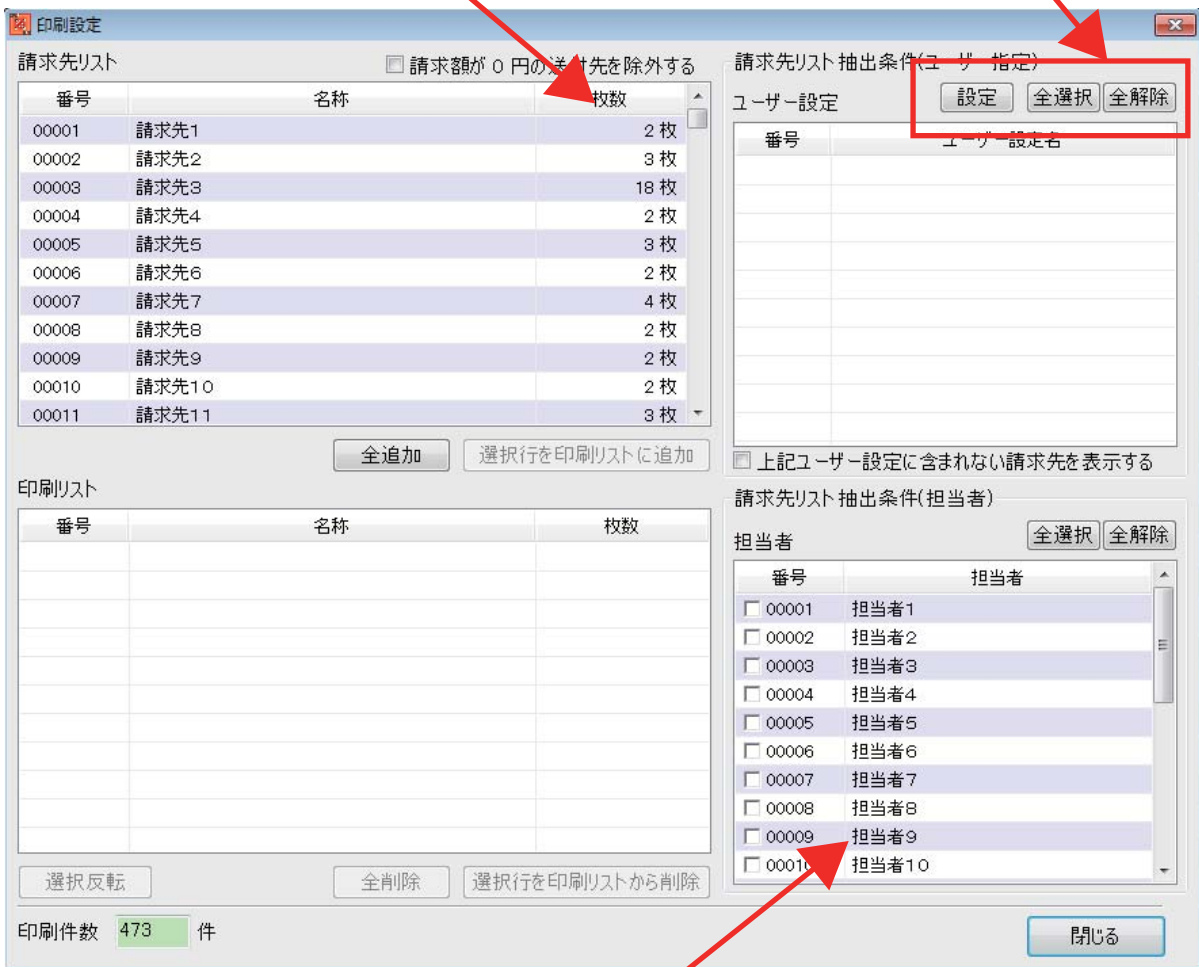 印刷設定
請求先リスト
請求額が 0 円の送付先を除外する
番号 名称 枚数
00001 請求先1 2 枚
00002 請求先2 3 枚
00003 請求先3 18 枚
00004 請求先4 2 枚
00005 請求先5 3 枚
00006 請求先6 2 枚
00007 請求先7 4 枚
00008 請求先8 2 枚
00009 請求先9 2 枚
00010 請求先10 2 枚
00011 請求先11 3 枚
全追加 選択行を印刷リストに追加
印刷リスト
番号 名称 枚数
選択反転 全削除 選択行を印刷リストから削除
印刷件数 473 件
請求先リスト抽出条件(ユーザー指定)
ユーザー設定 設定 全選択 全解除
番号 ユーザー設定名
上記ユーザー設定に含まれない請求先を表示する
請求先リスト抽出条件(担当者)
担当者 全選択 全解除
番号 担当者
00001 担当者1
00002 担当者2
00003 担当者3
00004 担当者4
00005 担当者5
00006 担当者6
00007 担当者7
00008 担当者8
00009 担当者9
00010 担当者10
閉じる